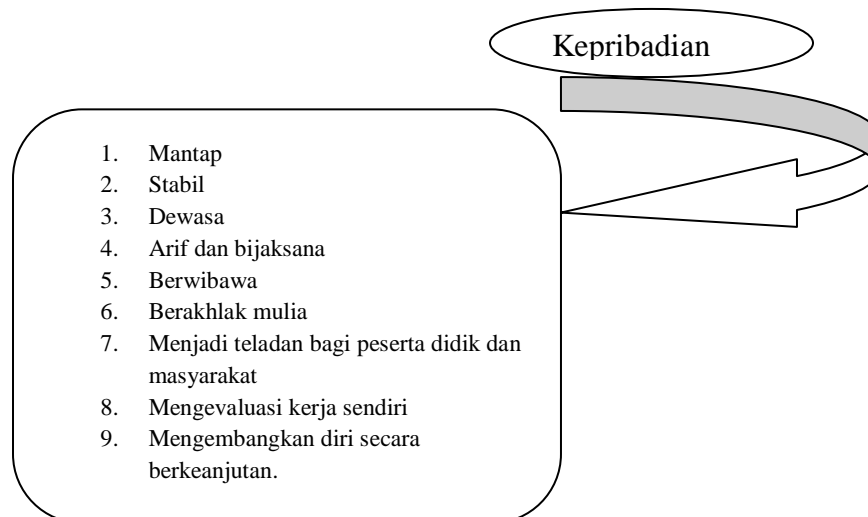 Kepribadian
1. Mantap
2. Stabil
3. Dewasa
4. Arif dan bijaksana
5. Berwibawa
6. Berakhlak mulia
7. Menjadi teladan bagi peserta didik dan
masyarakat
8. Mengevaluasi kerja sendiri
9. Mengembangkan diri secara
berkeanjutan.